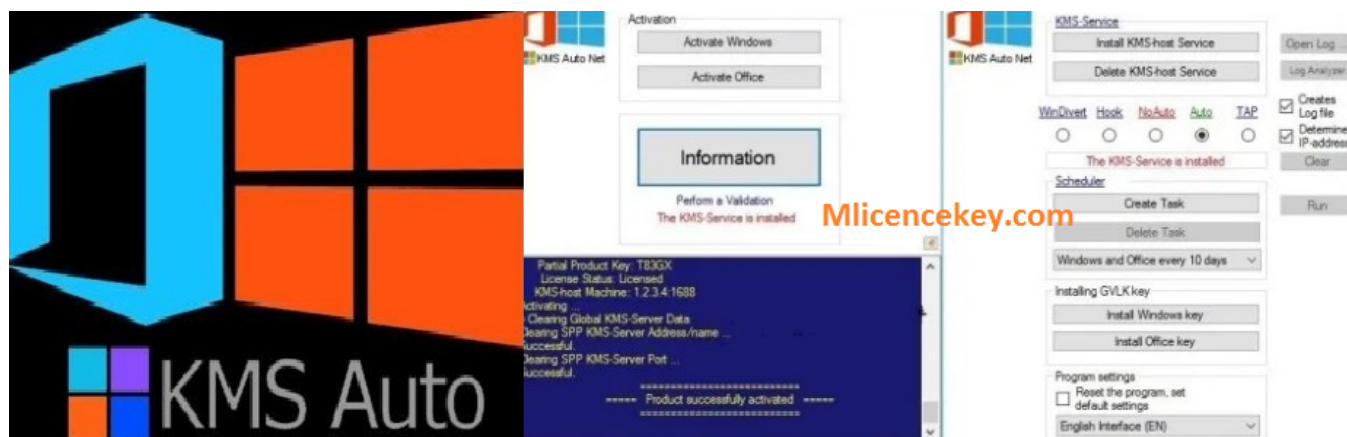 KMS Auto
Activation
Activate Windows
Activate Office
KMS Auto Net
Information
Perform a Validation
The KMS-Service is installed
Partial Product Key: T83GX
License Status: Licensed
KMS-host Machine: 1.2.3.4:1688
Activating ...
Clearing Global KMS-Server Data
Clearing SPP KMS-Server Address/name ...
Successful.
Clearing SPP KMS-Server Port ...
Successful.
===========================
===== Product successfully activated =====
===========================
Mlicencekey.com
KMS Auto Net
KMS-Service
Install KMS-host Service
Delete KMS-host Service
Open Log ...
Log Analyzer
WinDivert Hook NoAuto Auto TAP
Creates
Log file
Determine
IP-address
The KMS-Service is installed
Clear
Scheduler
Create Task
Run
Delete Task
Windows and Office every 10 days
Installing GVLK key
Install Windows key
Install Office key
Program settings
Reset the program, set
default settings
English Interface (EN)